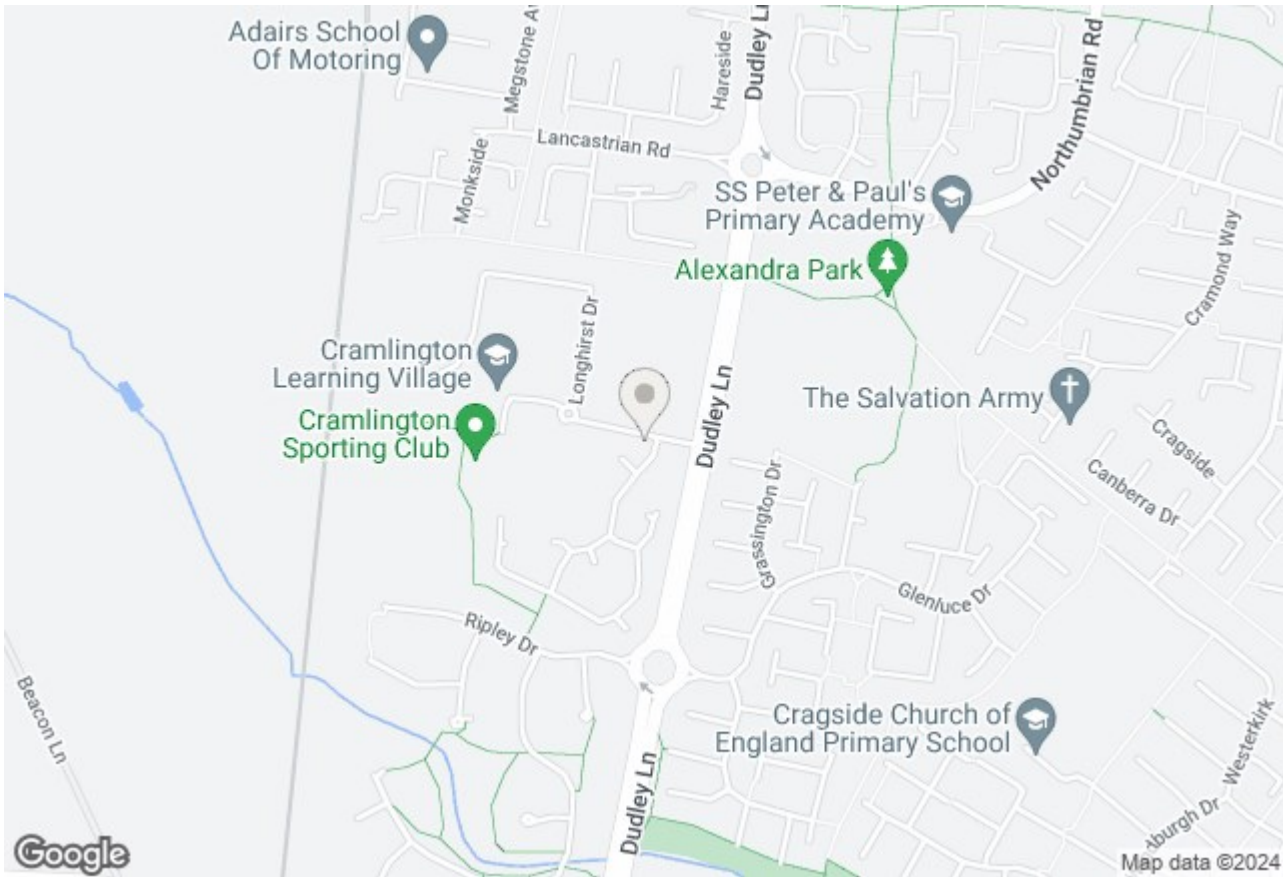 Adairs School
Of Motoring
Megstone Av
Hareside
Dudley Ln
Northumbrian Rd
Lancastrian Rd
Monkside
SS Peter & Paul's
Primary Academy
Cramond Way
Alexandra Park
Longhirst Dr
Cramlington
Learning Village
The Salvation Army
Cramlington
Sporting Club
Dudley Ln
Cragside
Canberra Dr
Grassington Dr
Glenluce Dr
Ripley Dr
Beacon Ln
Cragside Church of
England Primary School
Westerkirk
dburgh Dr
Dudley Ln
Google
Map data ©2024